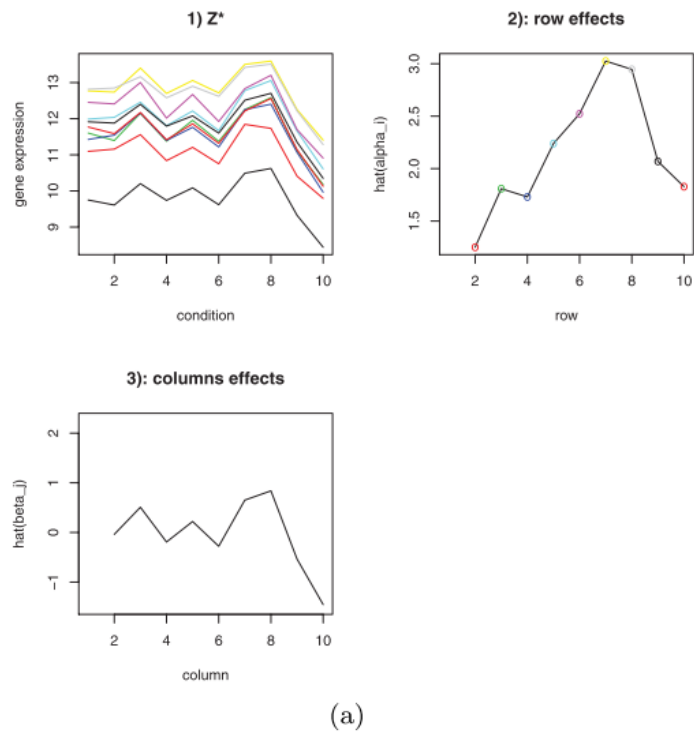 1) Z*
gene expression
13
12
11
10
9
2 4 6 8 10
condition
2): row effects
hat(alpha_i)
3.0
2.5
2.0
1.5
2 4 6 8 10
row
3): columns effects
hat(beta_j)
2
1
0
−1
2 4 6 8 10
column
(a)